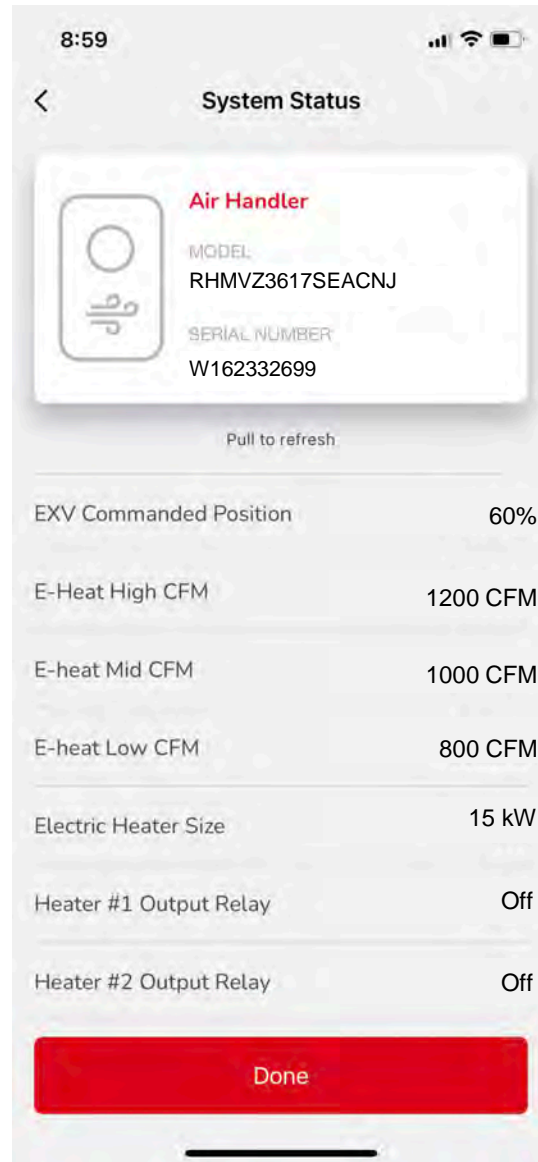 8:59
System Status
Air Handler
MODEL
RHMVZ3617SEACNJ
SERIAL NUMBER
W162332699
Pull to refresh
EXV Commanded Position 60%
E-Heat High CFM 1200 CFM
E-heat Mid CFM 1000 CFM
E-heat Low CFM 800 CFM
Electric Heater Size 15 kW
Heater #1 Output Relay Off
Heater #2 Output Relay Off
Done